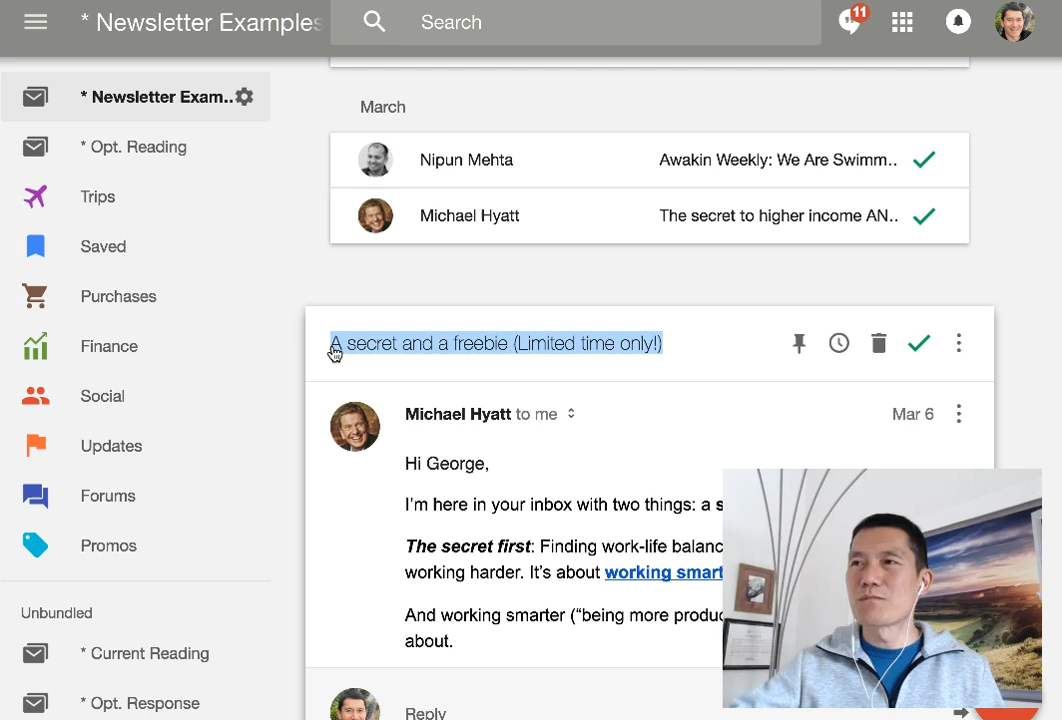 * Newsletter Examples
Search
11
* Newsletter Exam..
* Opt. Reading
Trips
Saved
Purchases
Finance
Social
Updates
Forums
Promos
Unbundled
* Current Reading
* Opt. Response
March
Nipun Mehta
Awakin Weekly: We Are Swimm..
Michael Hyatt
The secret to higher income AN..
A secret and a freebie (Limited time only!)
Michael Hyatt to me
Mar 6
Hi George,
I'm here in your inbox with two things: a s
The secret first: Finding work-life balanc
working harder. It's about working smart
And working smarter (“being more produc
about.
Reply